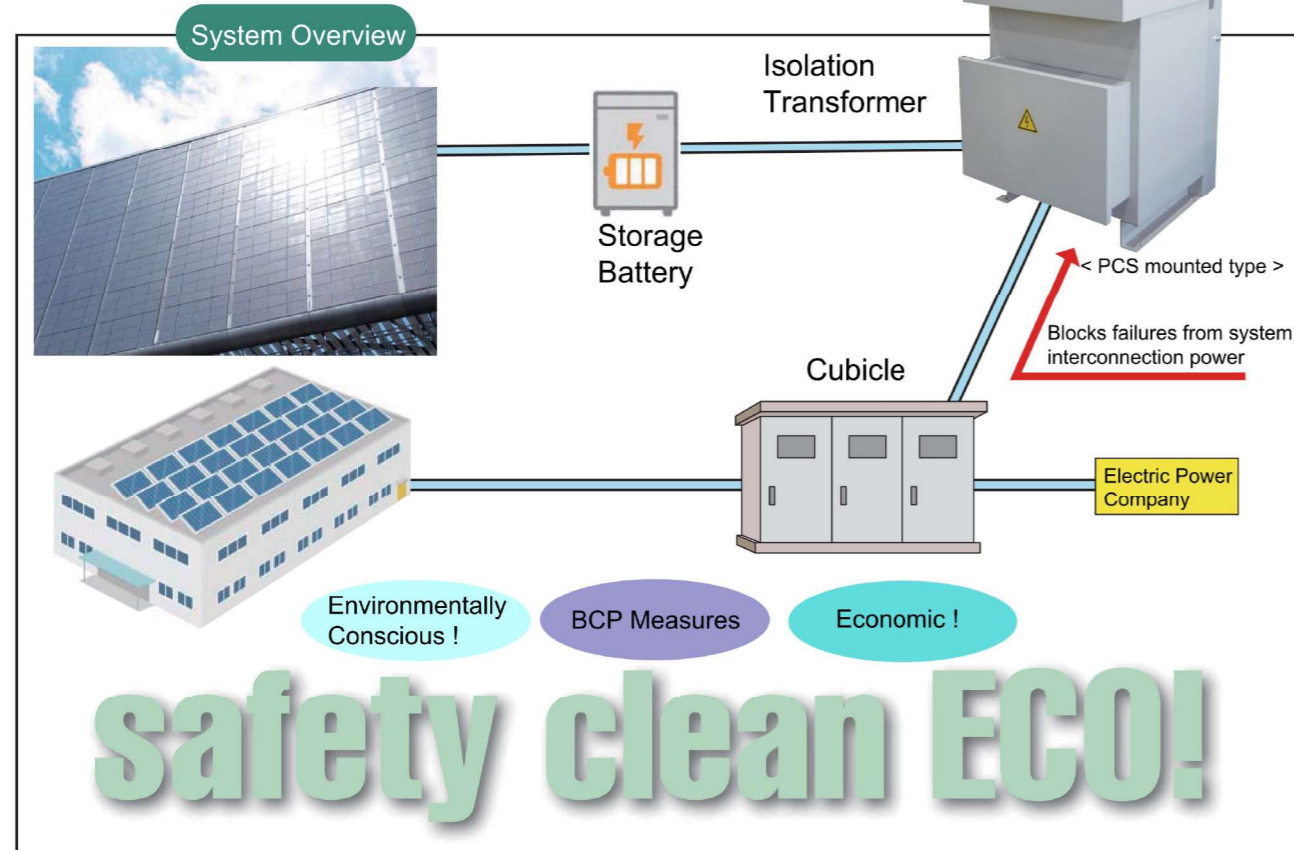 System Overview
Isolation
Transformer
Storage
Battery
< PCS mounted type >
Blocks failures from system
interconnection power
Cubicle
Electric Power
Company
Environmentally
Conscious !
BCP Measures
Economic !
safety clean ECO!